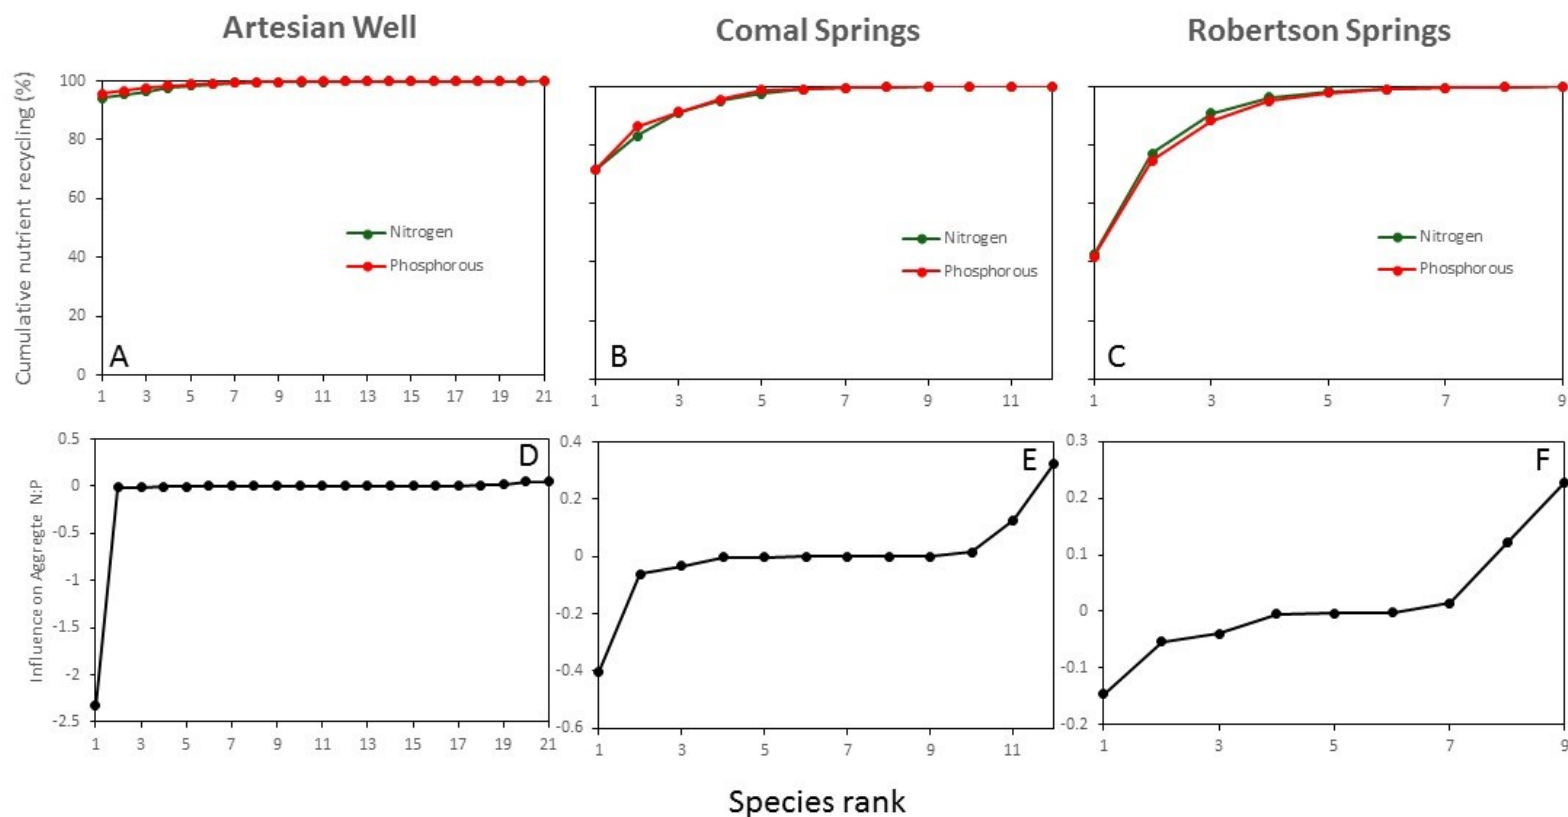 Artesian Well
Comal Springs
Robertson Springs
Cumulative nutrient recycling (%)
100
80
60
40
20
0
Nitrogen
Phosphorous
A
1 3 5 7 9 11 13 15 17 19 21
Nitrogen
Phosphorous
B
1 3 5 7 9 11
Nitrogen
Phosphorous
C
1 3 5 7 9
Influence on Aggregte N:P
0.5
0
-0.5
-1
-1.5
-2
-2.5
D
1 3 5 7 9 11 13 15 17 19 21
0.4
0.2
0
-0.2
-0.4
-0.6
E
1 3 5 7 9 11
0.3
0.2
0.1
0
-0.1
-0.2
F
1 3 5 7 9
Species rank